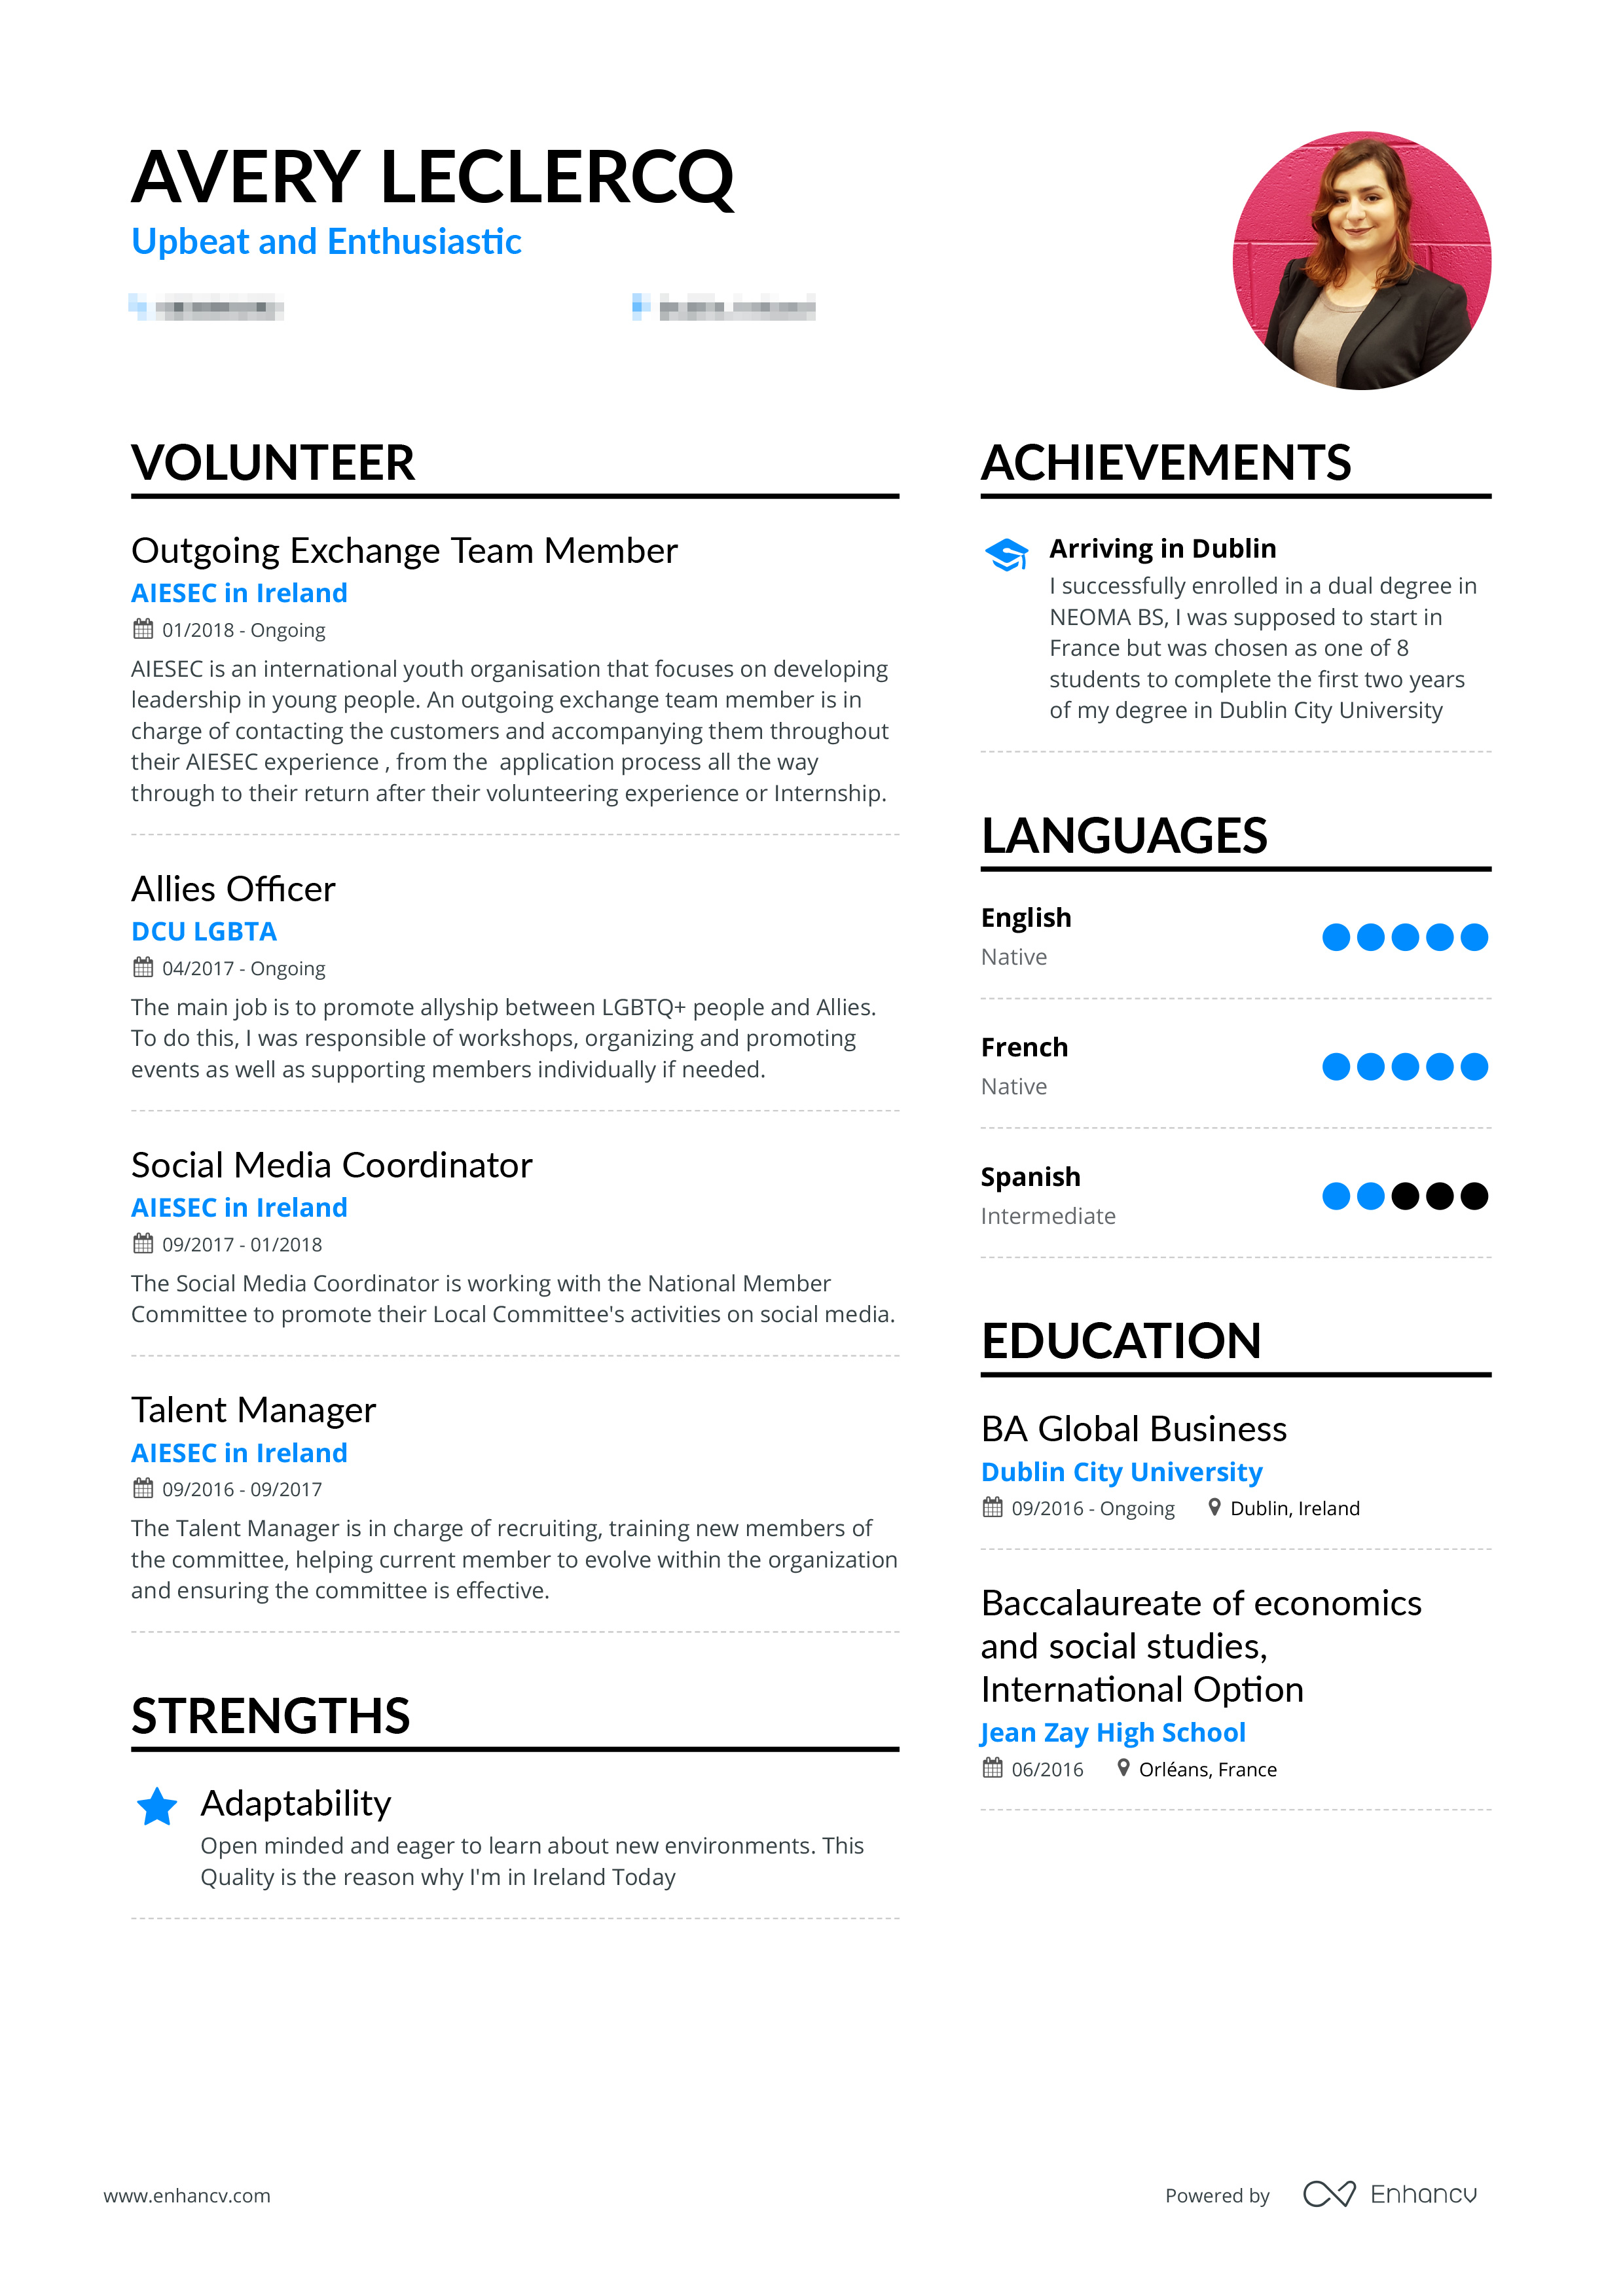 AVERY LECLERCQ
Upbeat and Enthusiastic
VOLUNTEER
Outgoing Exchange Team Member
AIESEC in Ireland
01/2018 - Ongoing
AIESEC is an international youth organisation that focuses on developing
leadership in young people. An outgoing exchange team member is in
charge of contacting the customers and accompanying them throughout
their AIESEC experience , from the  application process all the way
through to their return after their volunteering experience or Internship.
Allies Officer
DCU LGBTA
04/2017 - Ongoing
The main job is to promote allyship between LGBTQ+ people and Allies.
To do this, I was responsible of workshops, organizing and promoting
events as well as supporting members individually if needed.
Social Media Coordinator
AIESEC in Ireland
09/2017 - 01/2018
The Social Media Coordinator is working with the National Member
Committee to promote their Local Committee's activities on social media.
Talent Manager
AIESEC in Ireland
09/2016 - 09/2017
The Talent Manager is in charge of recruiting, training new members of
the committee, helping current member to evolve within the organization
and ensuring the committee is effective.
STRENGTHS
Adaptability
Open minded and eager to learn about new environments. This
Quality is the reason why I'm in Ireland Today
ACHIEVEMENTS
Arriving in Dublin
I successfully enrolled in a dual degree in
NEOMA BS, I was supposed to start in
France but was chosen as one of 8
students to complete the first two years
of my degree in Dublin City University
LANGUAGES
English
Native
French
Native
Spanish
Intermediate
EDUCATION
BA Global Business
Dublin City University
09/2016 - Ongoing Dublin, Ireland
Baccalaureate of economics
and social studies,
International Option
Jean Zay High School
06/2016 Orléans, France
www.enhancv.com
Powered by Enhancv